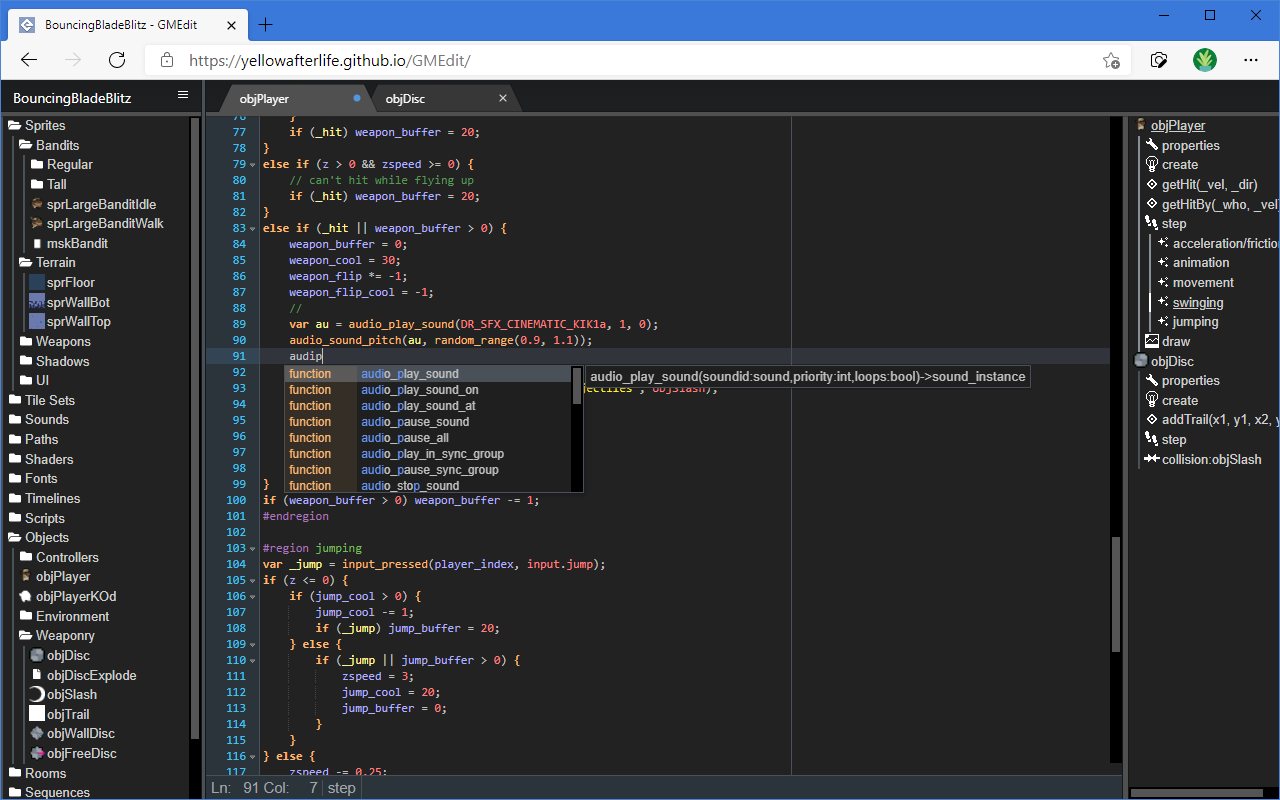 BouncingBladeBlitz - GMEdit
https://yellowafterlife.github.io/GMEdit/
BouncingBladeBlitz
Sprites
Bandits
Regular
Tall
sprLargeBanditIdle
sprLargeBanditWalk
mskBandit
Terrain
sprFloor
sprWallBot
sprWallTop
Weapons
Shadows
UI
Tile Sets
Sounds
Paths
Shaders
Fonts
Timelines
Scripts
Objects
Controllers
objPlayer
objPlayerKOd
Environment
Weaponry
objDisc
objDiscExplode
objSlash
objTrail
objWallDisc
objFreeDisc
Rooms
Sequences
objPlayer
objDisc
76 }
77 if (_hit) weapon_buffer = 20;
78 }
79 else if (z > 0 && zspeed >= 0) {
80 // can't hit while flying up
81 if (_hit) weapon_buffer = 20;
82 }
83 else if (_hit || weapon_buffer > 0) {
84 weapon_buffer = 0;
85 weapon_cool = 30;
86 weapon_flip *= -1;
87 weapon_flip_cool = -1;
88 //
89 var au = audio_play_sound(DR_SFX_CINEMATIC_KIK1a, 1, 0);
90 audio_sound_pitch(au, random_range(0.9, 1.1));
91 audip
92 function audio_play_sound audio_play_sound(soundid:sound,priority:int,loops:bool)->sound_instance
93 function audio_play_sound_on jectiles", objSlash);
94 function audio_play_sound_at
95 function audio_pause_sound
96 function audio_pause_all
97 function audio_play_in_sync_group
98 function audio_pause_sync_group
99 } function audio_stop_sound
100 if (weapon_buffer > 0) weapon_buffer -= 1;
101 #endregion
102
103 #region jumping
104 var _jump = input_pressed(player_index, input.jump);
105 if (z <= 0) {
106 if (jump_cool > 0) {
107 jump_cool -= 1;
108 if (_jump) jump_buffer = 20;
109 } else {
110 if (_jump || jump_buffer > 0) {
111 zspeed = 3;
112 jump_cool = 20;
113 jump_buffer = 0;
114 }
115 }
116 } else {
117 zspeed -= 0.25;
Ln: 91 Col: 7 step
objPlayer
properties
create
getHit(_vel, _dir)
getHitBy(_who, _vel
step
acceleration/friction
animation
movement
swinging
jumping
draw
objDisc
properties
create
addTrail(x1, y1, x2, y
step
collision:objSlash